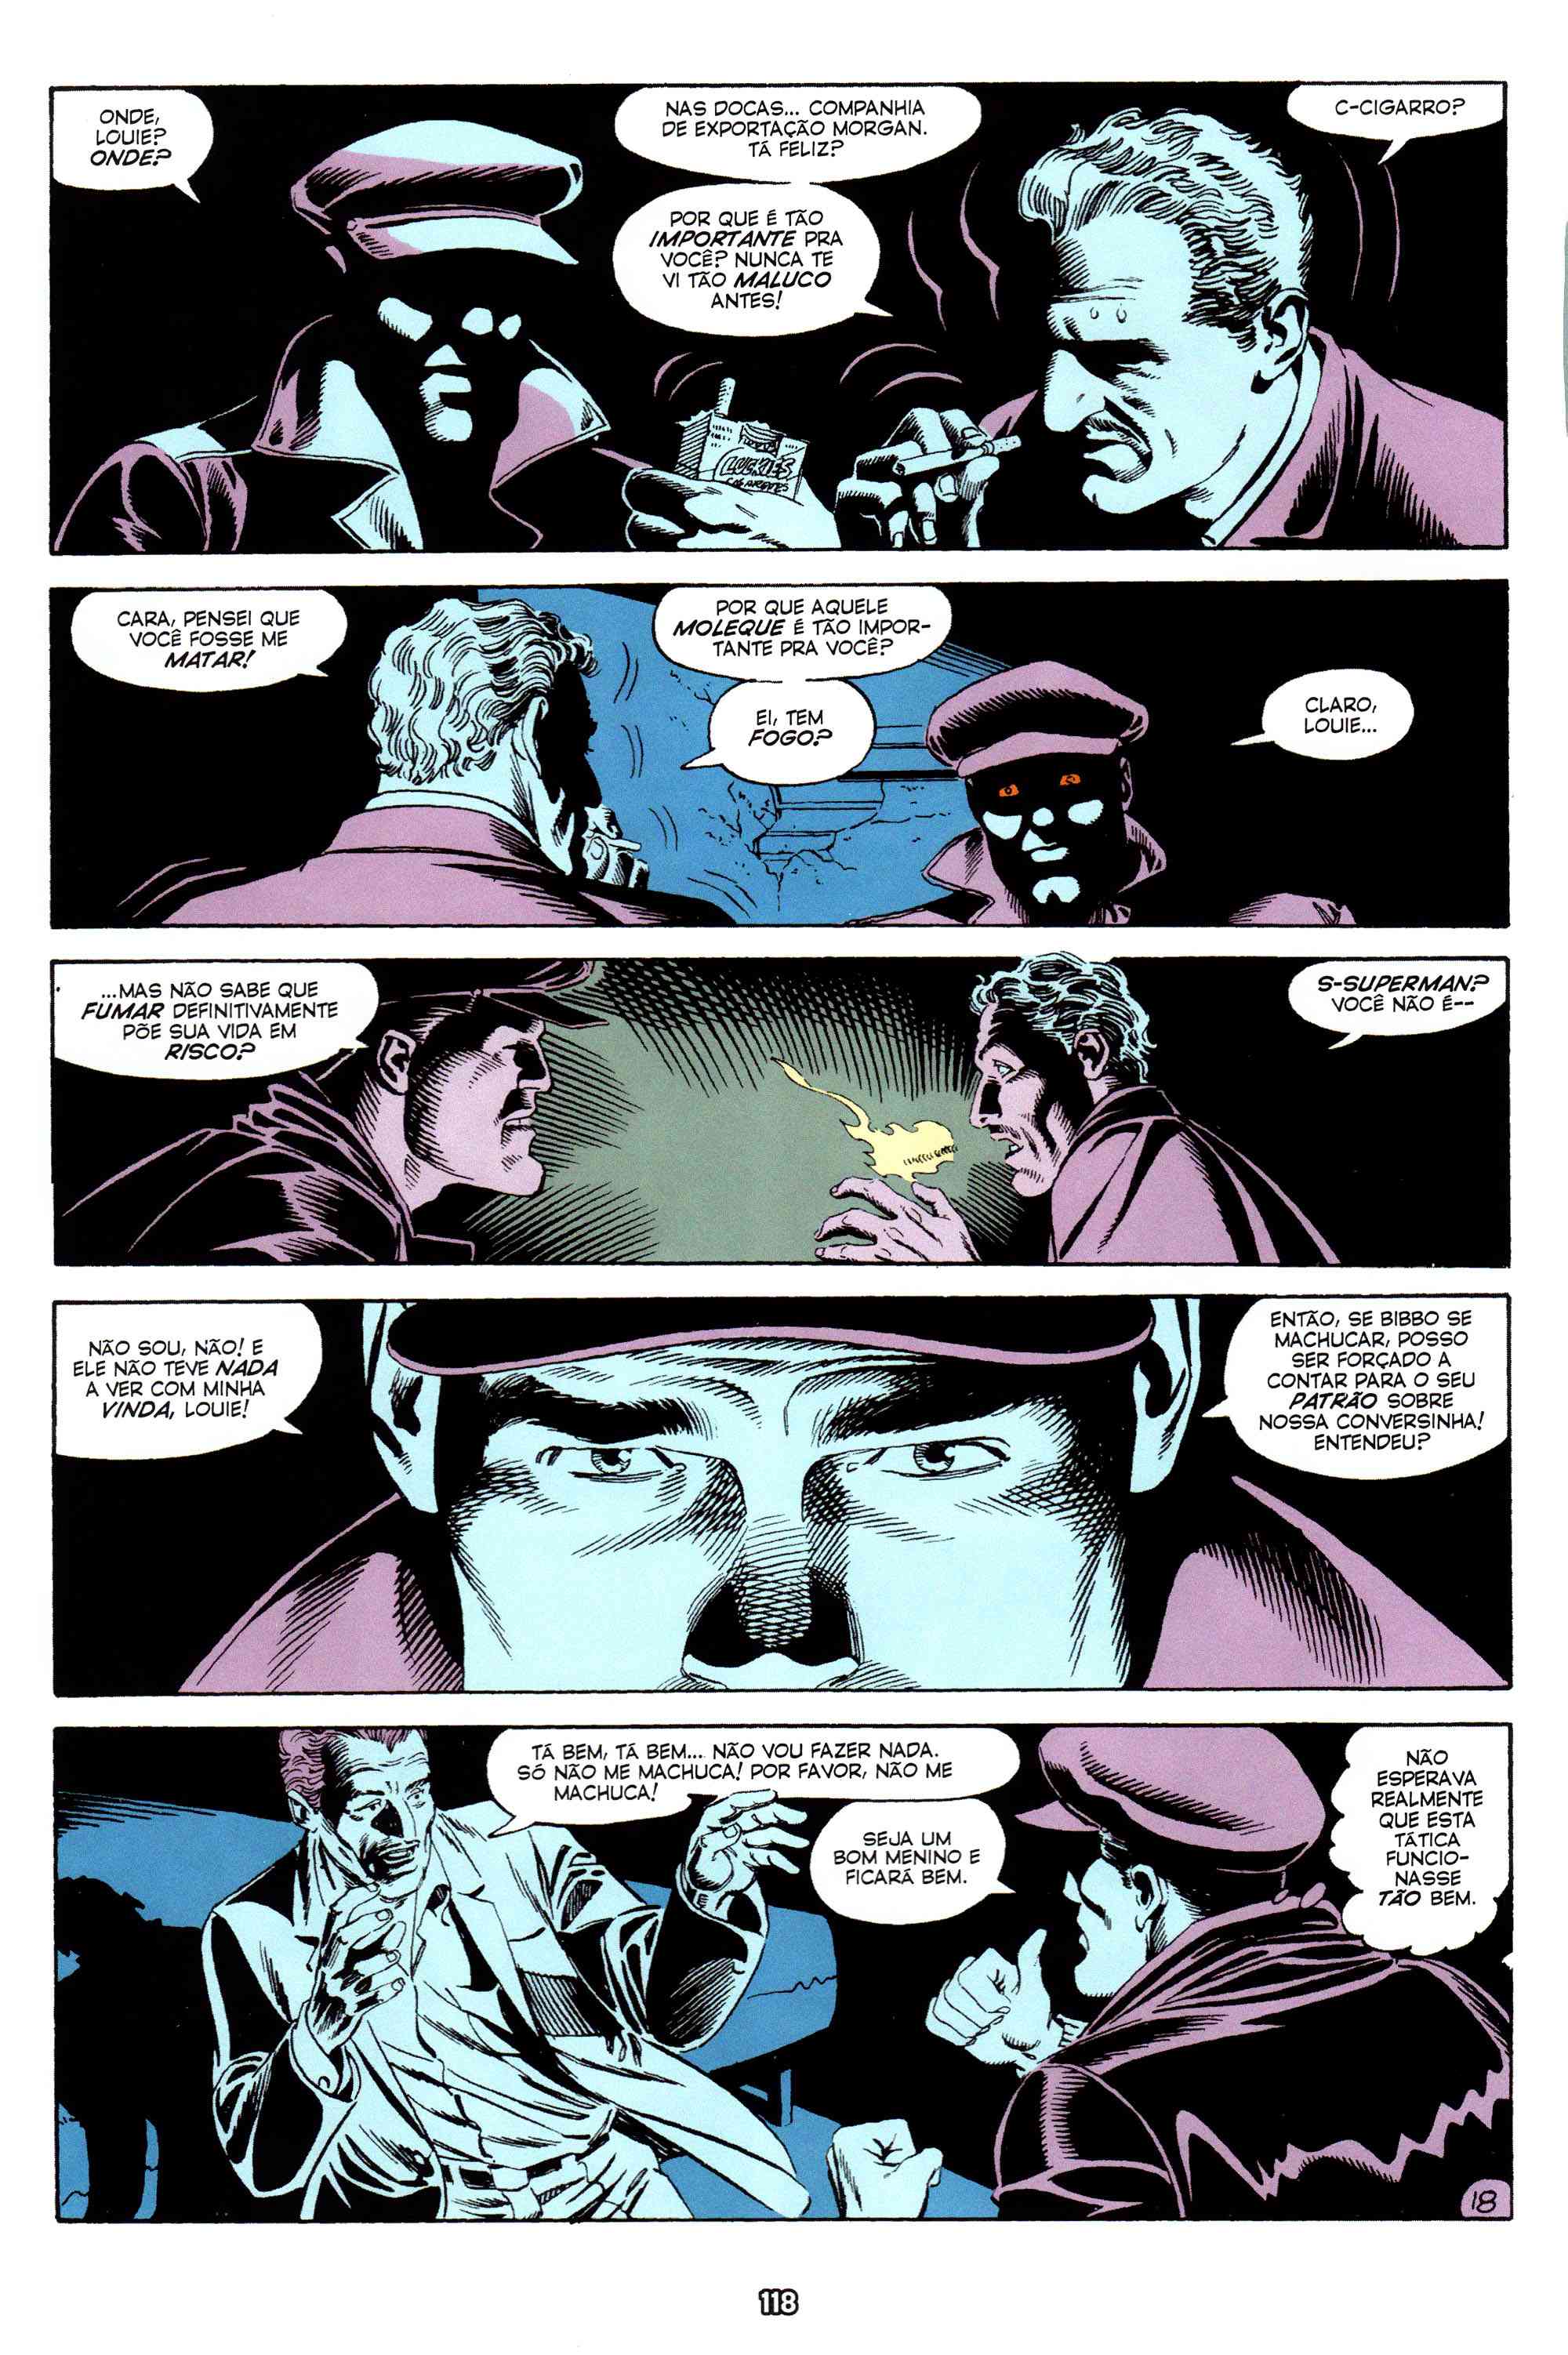 ONDE,
LOUIE?
ONDE?
NAS DOCAS... COMPANHIA
DE EXPORTAÇÃO MORGAN.
TÁ FELIZ?
POR QUE É TÃO
IMPORTANTE PRA
VOCÊ? NUNCA TE
VI TÃO MALUCO
ANTES!
C-CIGARRO?
LUCKIES
CIGARETTES
CARA, PENSEI QUE
VOCÊ FOSSE ME
MATAR!
POR QUE AQUELE
MOLEQUE É TÃO IMPOR-
TANTE PRA VOCÊ?
EI, TEM
FOGO?
CLARO,
LOUIE...
...MAS NÃO SABE QUE
FUMAR DEFINITIVAMENTE
PÕE SUA VIDA EM
RISCO?
S-SUPERMAN?
VOCÊ NÃO É--
NÃO SOU, NÃO! E
ELE NÃO TEVE NADA
A VER COM MINHA
VINDA, LOUIE!
ENTÃO, SE BIBBO SE
MACHUCAR, POSSO
SER FORÇADO A
CONTAR PARA O SEU
PATRÃO SOBRE
NOSSA CONVERSINHA!
ENTENDEU?
TÁ BEM, TÁ BEM... NÃO VOU FAZER NADA.
SÓ NÃO ME MACHUCA! POR FAVOR, NÃO ME
MACHUCA!
SEJA UM
BOM MENINO E
FICARÁ BEM.
NÃO
ESPERAVA
REALMENTE
QUE ESTA
TÁTICA
FUNCIO-
NASSE
TÃO BEM.
18
118